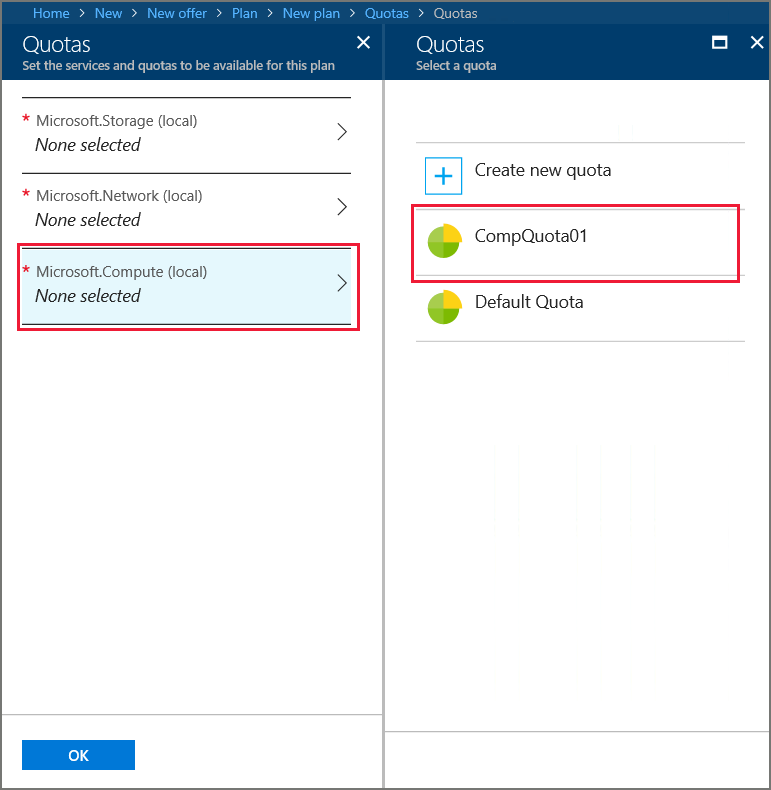 Home > New > New offer > Plan > New plan > Quotas > Quotas
Quotas
Set the services and quotas to be available for this plan
* Microsoft.Storage (local)
None selected
* Microsoft.Network (local)
None selected
* Microsoft.Compute (local)
None selected
OK
Quotas
Select a quota
Create new quota
CompQuota01
Default Quota